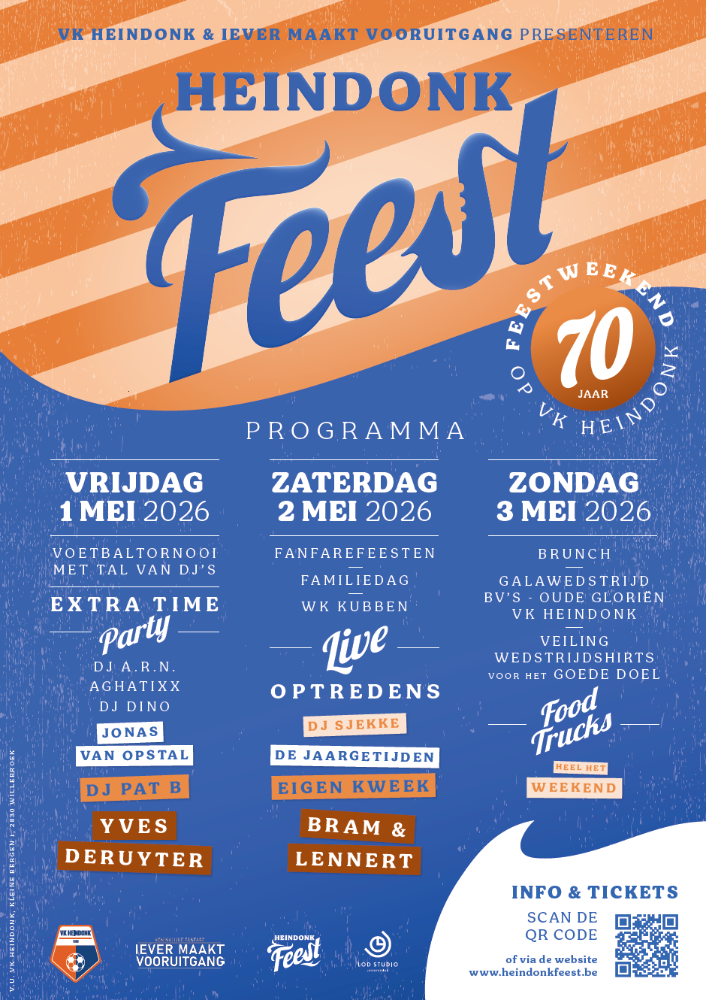 VK HEINDONK & IEVER MAAKT VOORUITGANG PRESENTEREN
HEINDONK
Feest
FEESTWEEKEND
70
JAAR
OP VK HEINDONK
PROGRAMMA
VRIJDAG
1 MEI 2026
VOETBALTORNOOI
MET TAL VAN DJ'S
EXTRA TIME
Party
DJ A.R.N.
AGHATIXX
DJ DINO
JONAS
VAN OPSTAL
DJ PAT B
YVES
DERUYTER
ZATERDAG
2 MEI 2026
FANFAREFEESTEN
FAMILIEDAG
WK KUBBEN
Live
OPTREDENS
DJ SJEKKE
DE JAARGETIJDEN
EIGEN KWEEK
BRAM &
LENNERT
ZONDAG
3 MEI 2026
BRUNCH
GALAWEDSTRIJD
BV'S - OUDE GLORIËN
VK HEINDONK
VEILING
WEDSTRIJDSHIRTS
VOOR HET GOEDE DOEL
Food
Trucks
HEEL HET
WEEKEND
INFO & TICKETS
SCAN DE
QR CODE
of via de website
www.heindonkfeest.be
V.U. VK HEINDONK, KLEINE BERGEN 1, 2830 WILLEBROEK
VK HEINDONK
KONINKLIJKE FANFARE
IEVER MAAKT
VOORUITGANG
HEINDONK
Feest
LOD STUDIO